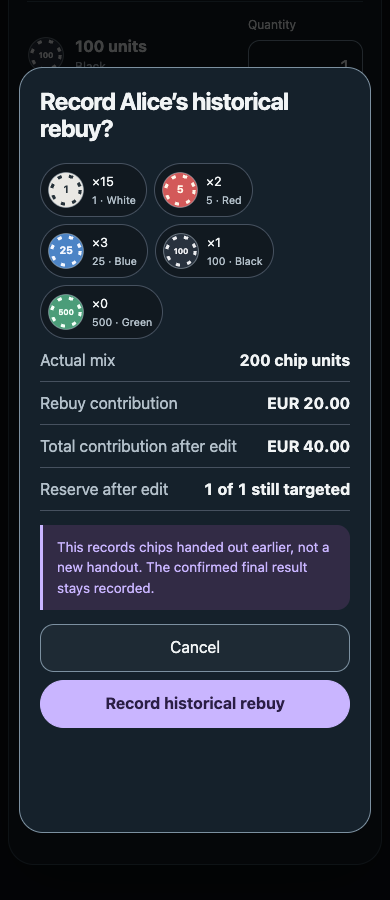 Quantity
100 100 units
Black
1
Record Alice’s historical
rebuy?
1 ×15
1 · White
5 ×2
5 · Red
25 ×3
25 · Blue
100 ×1
100 · Black
500 ×0
500 · Green
Actual mix 200 chip units
Rebuy contribution EUR 20.00
Total contribution after edit EUR 40.00
Reserve after edit 1 of 1 still targeted
This records chips handed out earlier, not a
new handout. The confirmed final result
stays recorded.
Cancel
Record historical rebuy